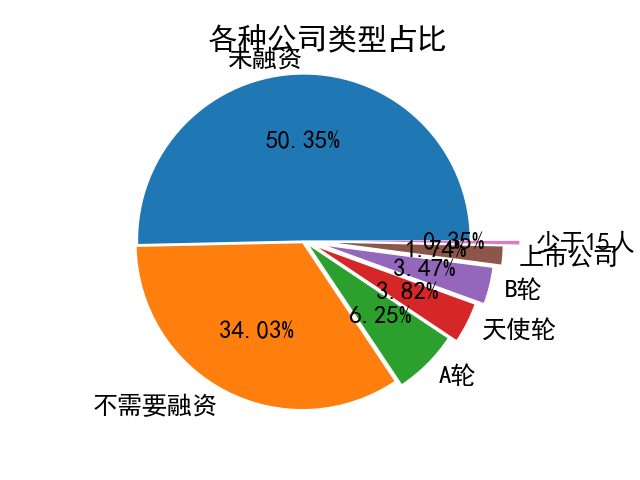 各种公司类型占比
未融资
50.35%
0.35%
少于15人
1.74%
上市公司
3.47%
B轮
3.82%
天使轮
6.25%
A轮
34.03%
不需要融资